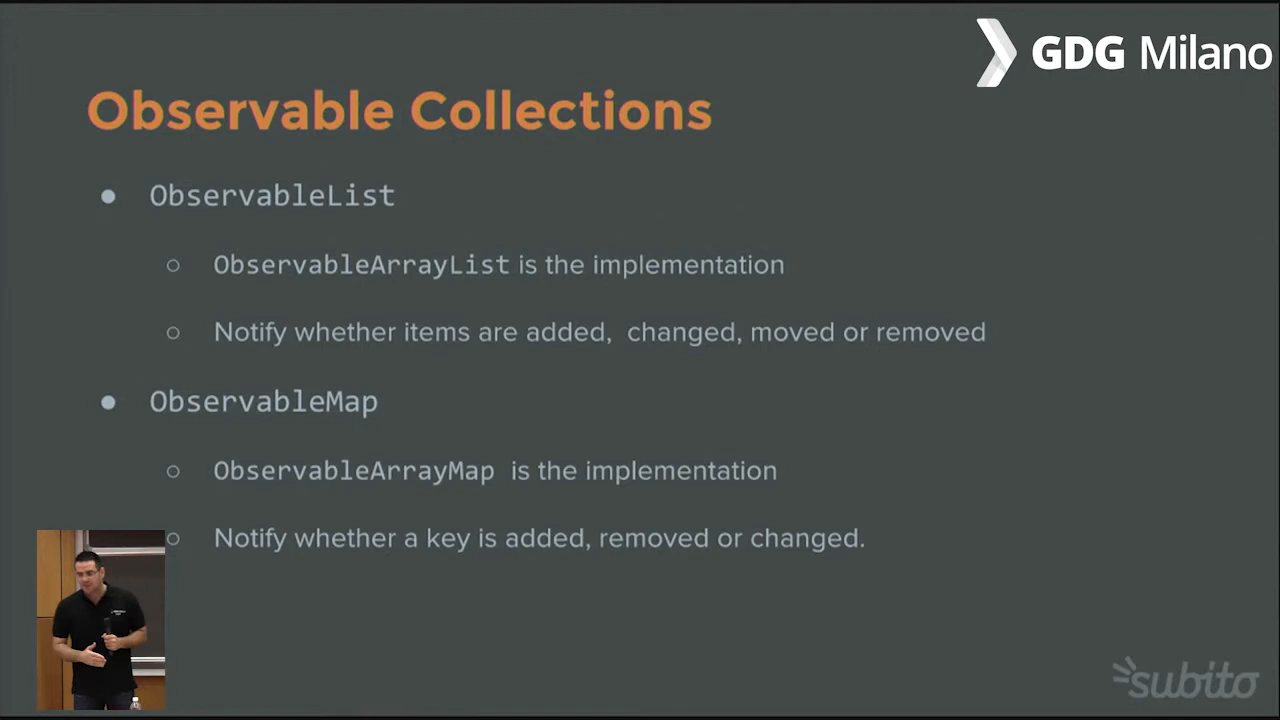 GDG Milano
Observable Collections
ObservableList
ObservableArrayList is the implementation
Notify whether items are added, changed, moved or removed
ObservableMap
ObservableArrayMap is the implementation
Notify whether a key is added, removed or changed.
subito